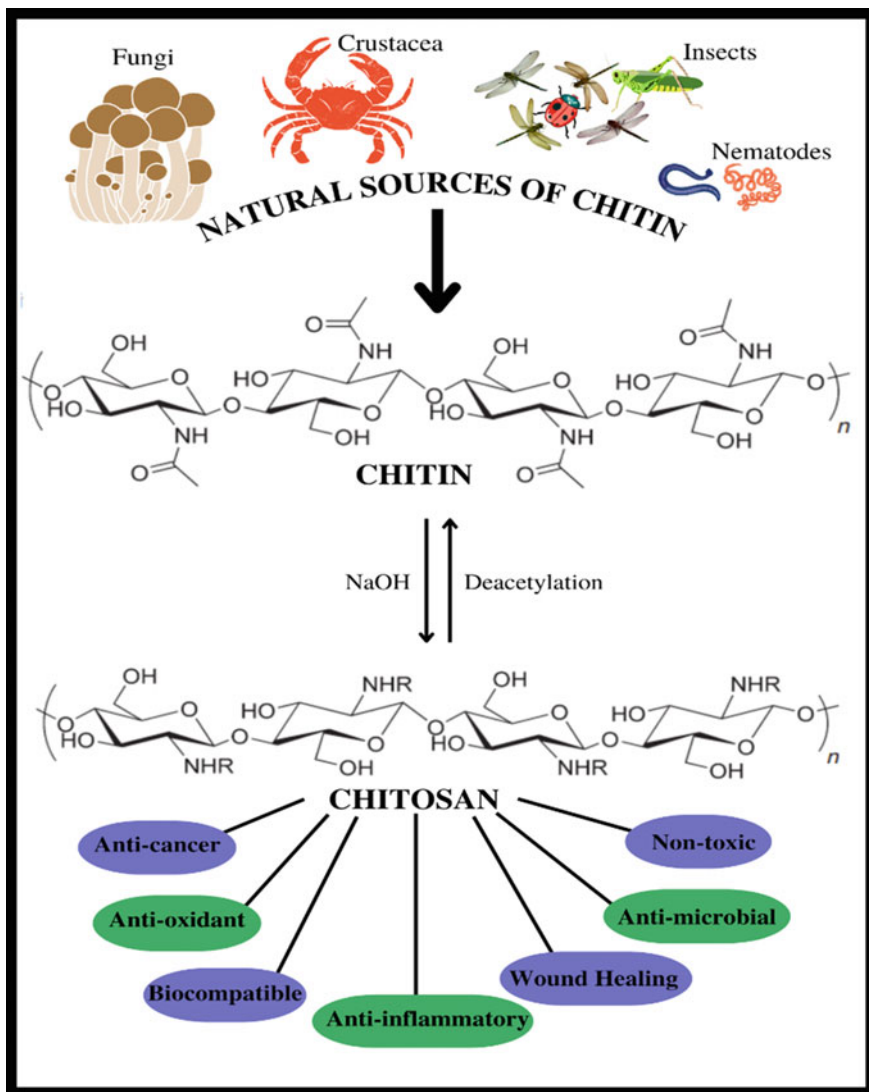 Fungi
Crustacea
Insects
Nematodes
NATURAL SOURCES OF CHITIN
O
NH
OH
O
HO
O
OH
O
NH
O
HO
NH
O
O
O
OH
O
HO
NH
O
O
HO
O
O
OH
n
CHITIN
NaOH
Deacetylation
OH
O
HO
O
NHR
O
HO
NHR
O
OH
O
OH
O
HO
NHR
O
O
HO
NHR
O
OH
O
n
CHITOSAN
Anti-cancer
Non-toxic
Anti-oxidant
Anti-microbial
Biocompatible
Wound Healing
Anti-inflammatory